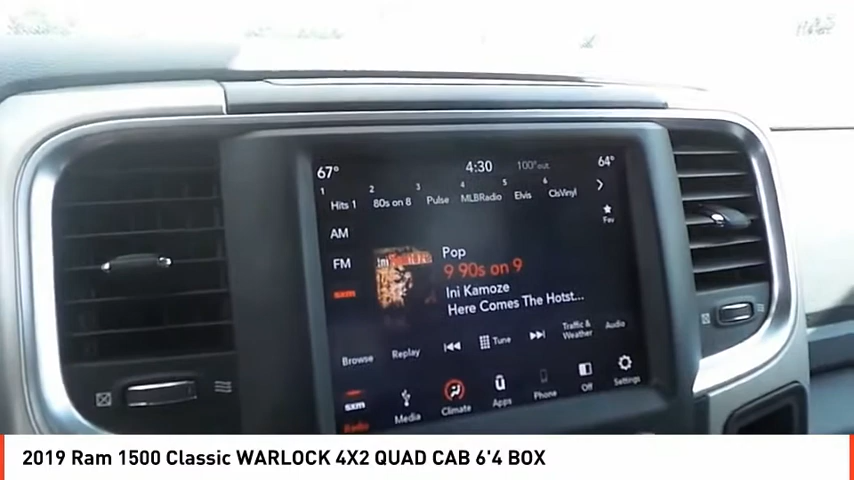 67° 4:30 100°out 64°
1 2 3 4 5 6
Hits 1 80s on 8 Pulse MLBRadio Elvis ClsVinyl
AM
Fav
FM
Pop
sxm
9 90s on 9
Ini Kamoze
Here Comes The Hotst...
Browse Replay Tune Traffic & Weather Audio
sxm
Radio Media Climate Apps Phone Off Settings
2019 Ram 1500 Classic WARLOCK 4X2 QUAD CAB 6'4 BOX